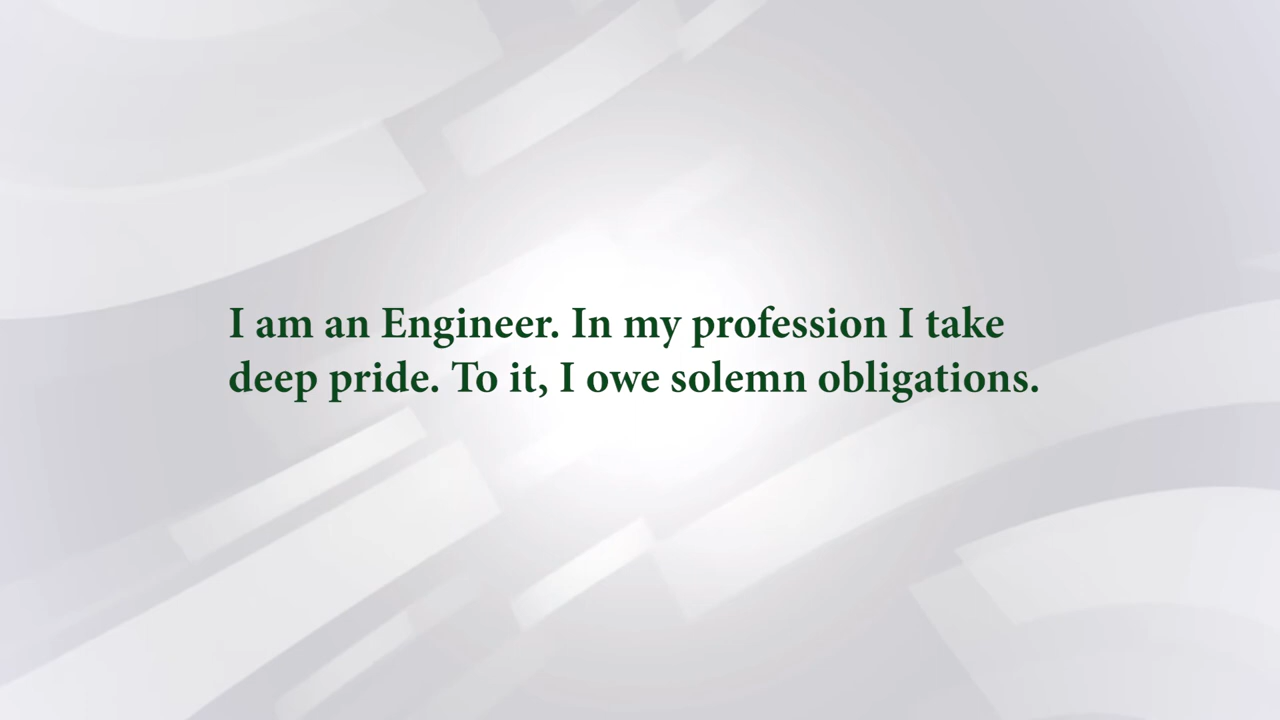 I am an Engineer. In my profession I take
deep pride. To it, I owe solemn obligations.